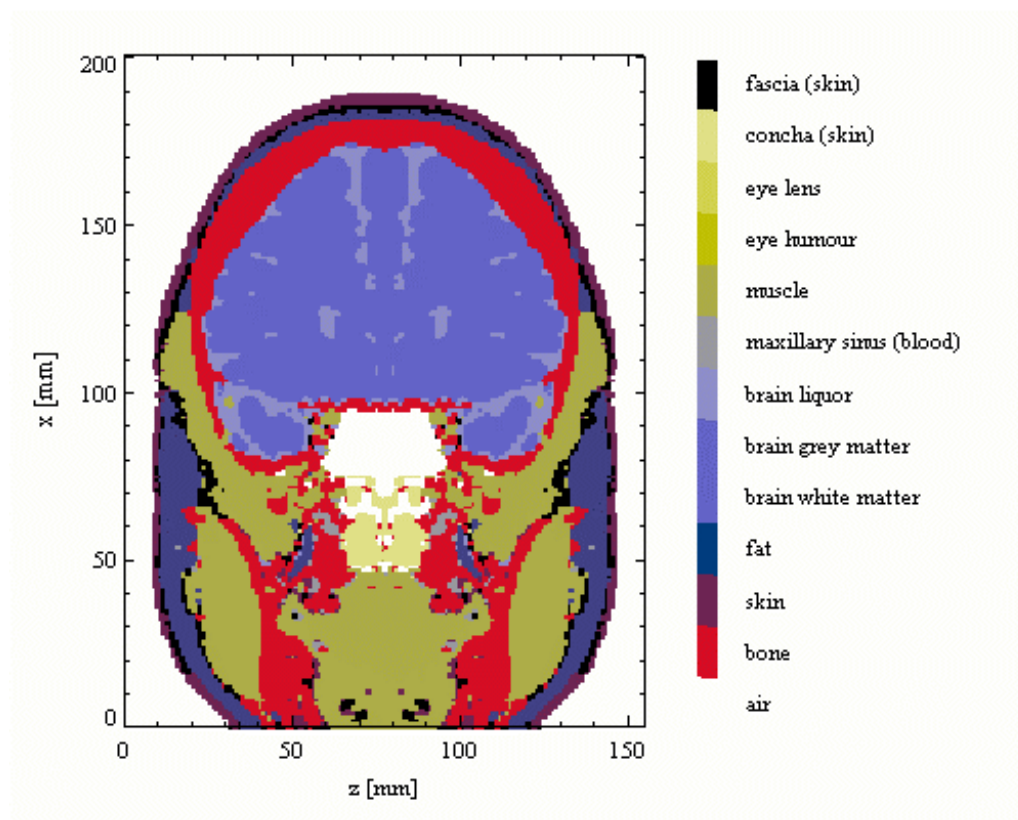 200
150
100
50
0
x [mm]
0
50
100
150
z [mm]
fascia (skin)
concha (skin)
eye lens
eye humour
muscle
maxillary sinus (blood)
brain liquor
brain grey matter
brain white matter
fat
skin
bone
air